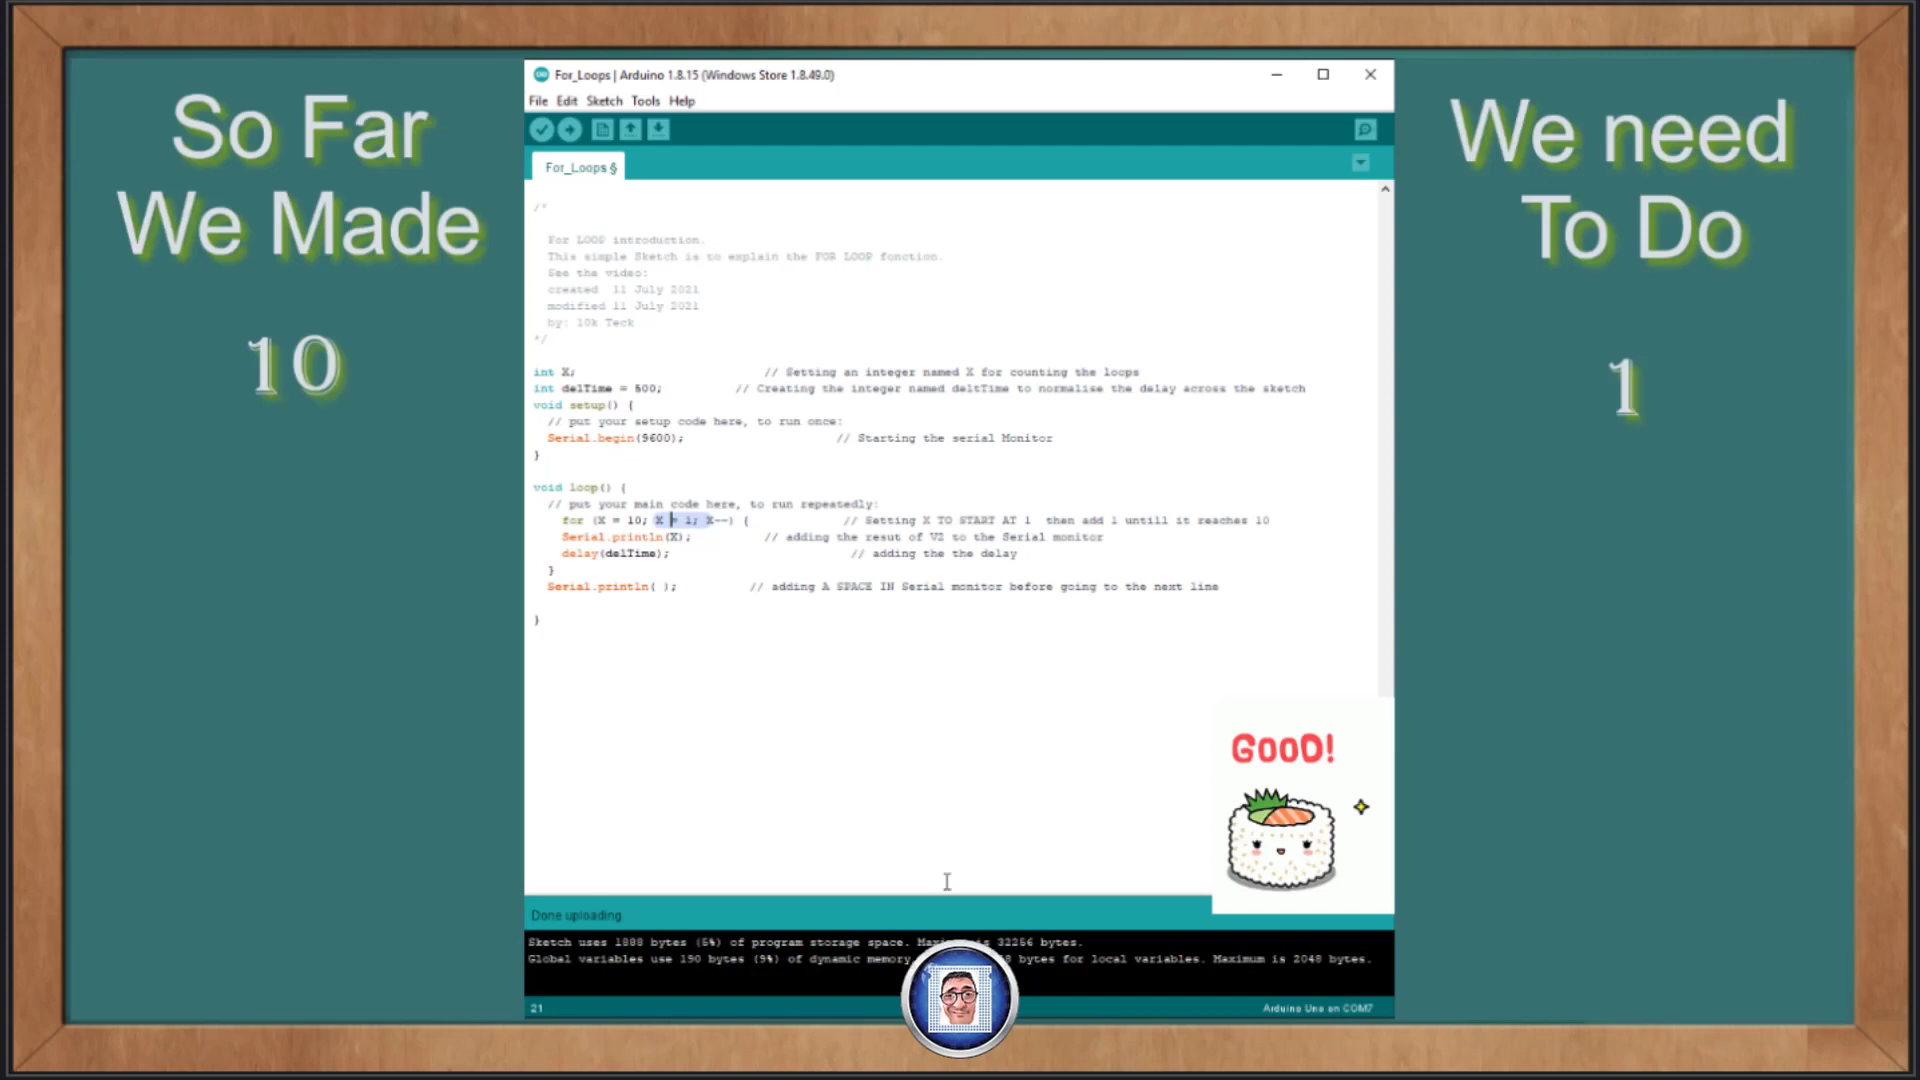 So Far
We Made
10
For_Loops | Arduino 1.8.15 (Windows Store 1.8.49.0)
File Edit Sketch Tools Help
For_Loops §
/*
For LOOP introduction.
This simple Sketch is to explain the FOR LOOP fonction.
See the video:
created 11 July 2021
modified 11 July 2021
by: 10k Teck
*/
int X; // Setting an integer named X for counting the loops
int delTime = 500; // Creating the integer named deltTime to normalise the delay across the sketch
void setup() {
// put your setup code here, to run once:
Serial.begin(9600); // Starting the serial Monitor
}
void loop() {
// put your main code here, to run repeatedly:
for (X = 10; X = 1; X--) { // Setting X TO START AT 1 then add 1 untill it reaches 10
Serial.println(X); // adding the resut of V2 to the Serial monitor
delay(delTime); // adding the the delay
}
Serial.println( ); // adding A SPACE IN Serial monitor before going to the next line
}
GOOD!
Done uploading.
Sketch uses 1888 bytes (5%) of program storage space. is 32256 bytes.
Global variables use 190 bytes (9%) of dynamic memory, bytes for local variables. Maximum is 2048 bytes.
21
Arduino Uno on COM7
We need
To Do
1